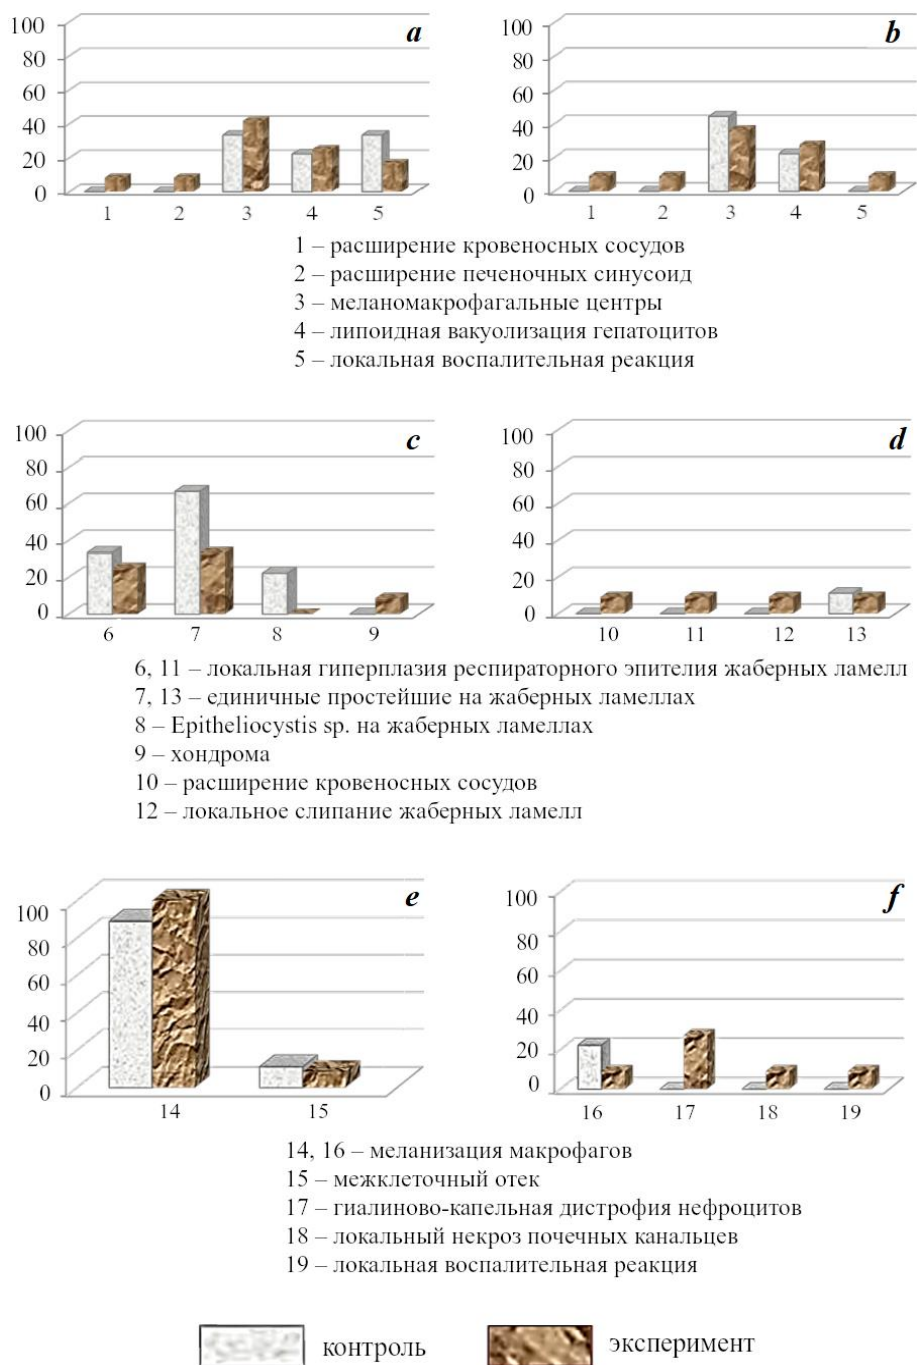 a
b
100
80
60
40
20
0
100
80
60
40
20
0
1 2 3 4 5
1 2 3 4 5
1 – расширение кровеносных сосудов
2 – расширение печеночных синусоид
3 – меланомакрофагальные центры
4 – липоидная вакуолизация гепатоцитов
5 – локальная воспалительная реакция
c
d
100
80
60
40
20
0
100
80
60
40
20
0
6 7 8 9
10 11 12 13
6, 11 – локальная гиперплазия респираторного эпителия жаберных ламелл
7, 13 – единичные простейшие на жаберных ламеллах
8 – Epitheliocystis sp. на жаберных ламеллах
9 – хондрома
10 – расширение кровеносных сосудов
12 – локальное слипание жаберных ламелл
e
f
100
80
60
40
20
0
100
80
60
40
20
0
14 15
16 17 18 19
14, 16 – меланизация макрофагов
15 – межклеточный отек
17 – гиалиново-капельная дистрофия нефроцитов
18 – локальный некроз почечных канальцев
19 – локальная воспалительная реакция
контроль
эксперимент